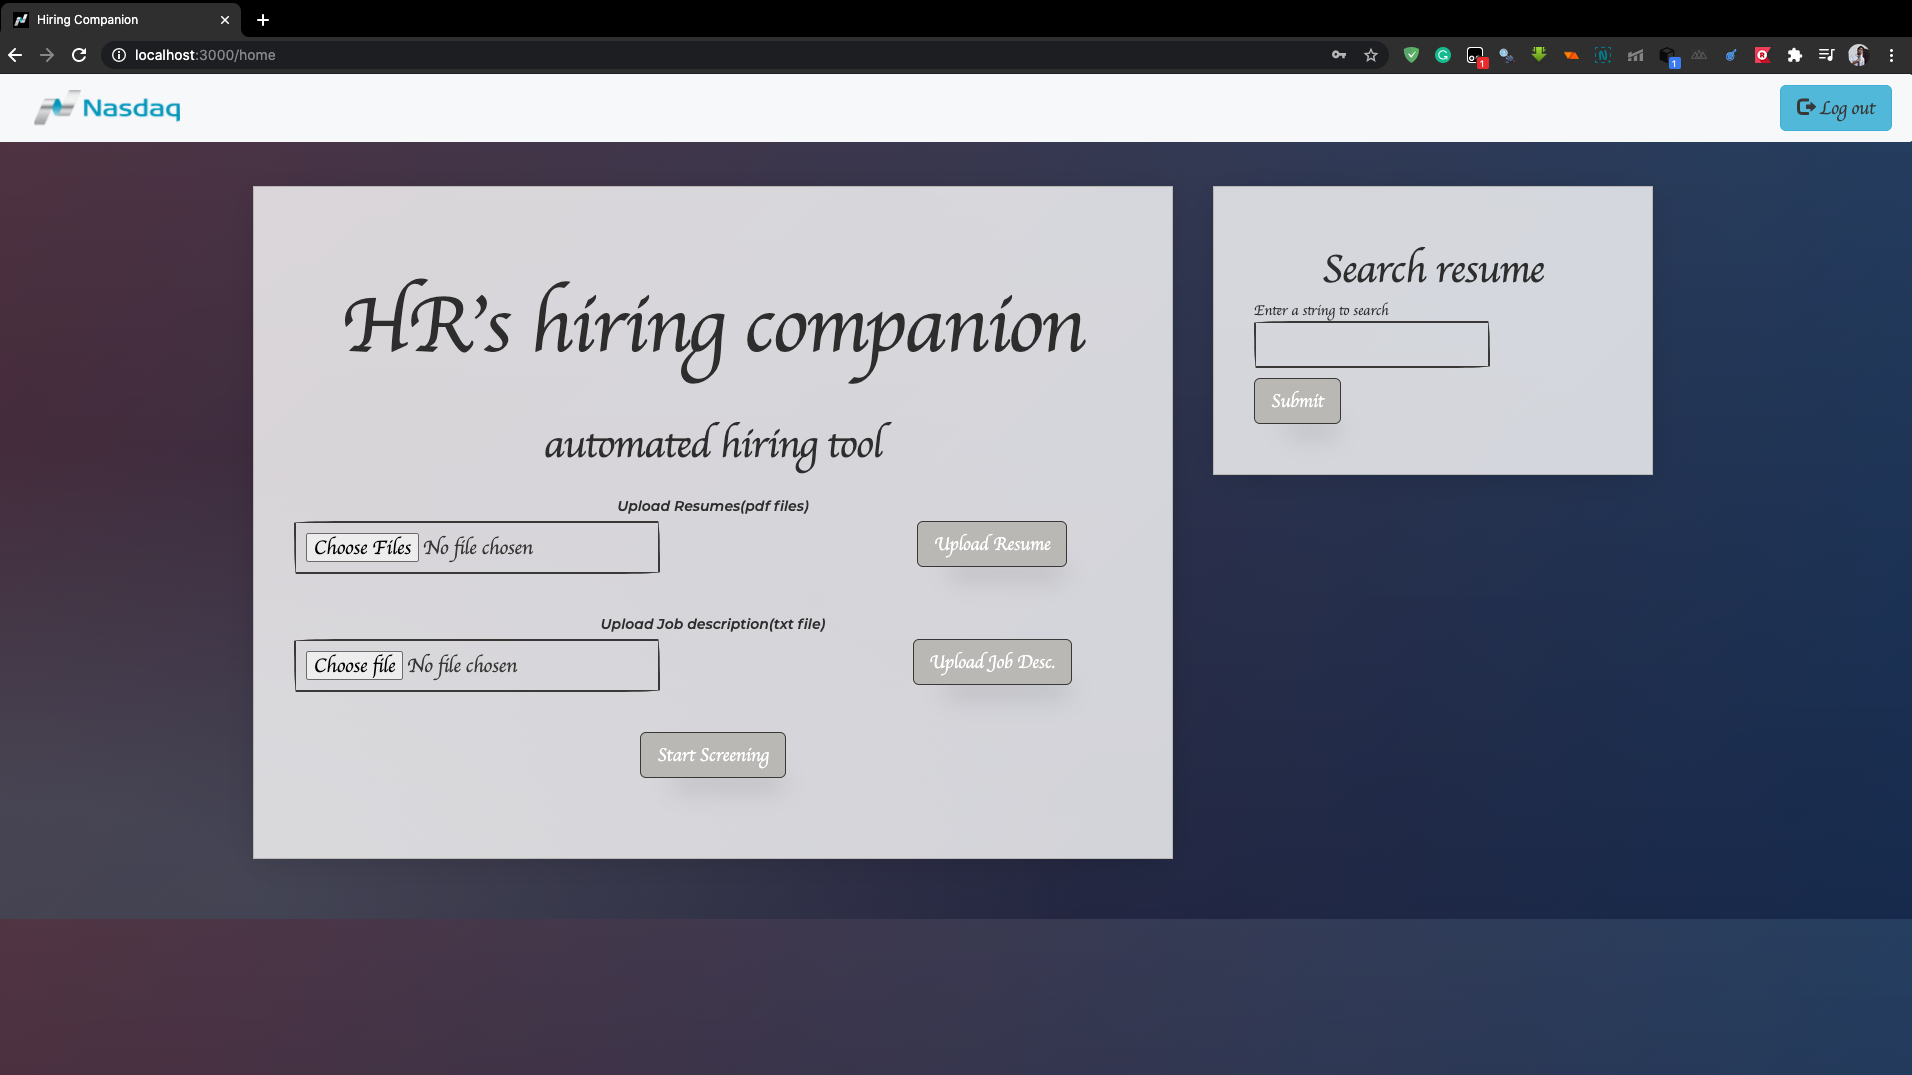 Hiring Companion
localhost:3000/home
1
1
Nasdaq
Log out
HR's hiring companion
automated hiring tool
Upload Resumes(pdf files)
Choose Files No file chosen
Upload Resume
Upload Job description(txt file)
Choose file No file chosen
Upload Job Desc.
Start Screening
Search resume
Enter a string to search
Submit